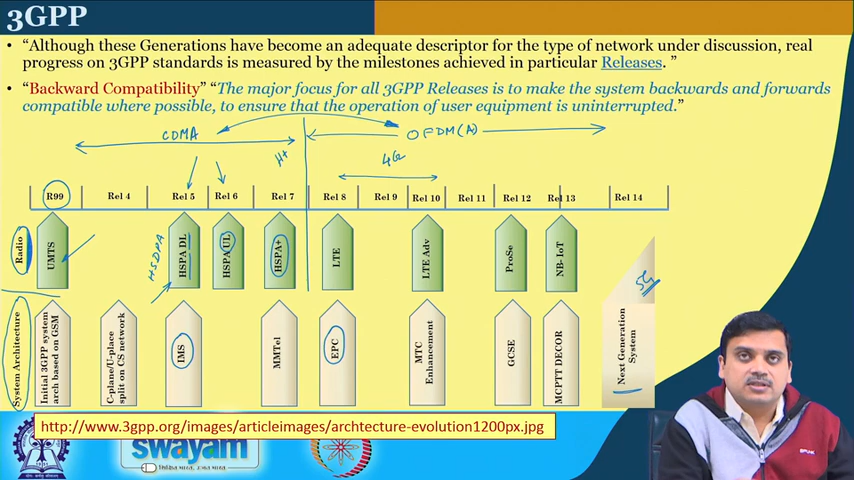 3GPP
• “Although these Generations have become an adequate descriptor for the type of network under discussion, real
progress on 3GPP standards is measured by the milestones achieved in particular Releases. ”
• “Backward Compatibility” “The major focus for all 3GPP Releases is to make the system backwards and forwards
compatible where possible, to ensure that the operation of user equipment is uninterrupted.”
CDMA
OFDM(A)
H+
4G
R99 Rel 4 Rel 5 Rel 6 Rel 7 Rel 8 Rel 9 Rel 10 Rel 11 Rel 12 Rel 13 Rel 14
Radio
UMTS
HSDPA
HSPA DL
HSPA UL
HSPA+
LTE
LTE Adv
ProSe
NB-IoT
5G
System Architecture
Initial 3GPP system
arch based on GSM
C-plane/U-place
split on CS network
IMS
MMTel
EPC
MTC
Enhancement
GCSE
MCPTT DECOR
Next Generation
System
http://www.3gpp.org/images/articleimages/archtecture-evolution1200px.jpg
swayam